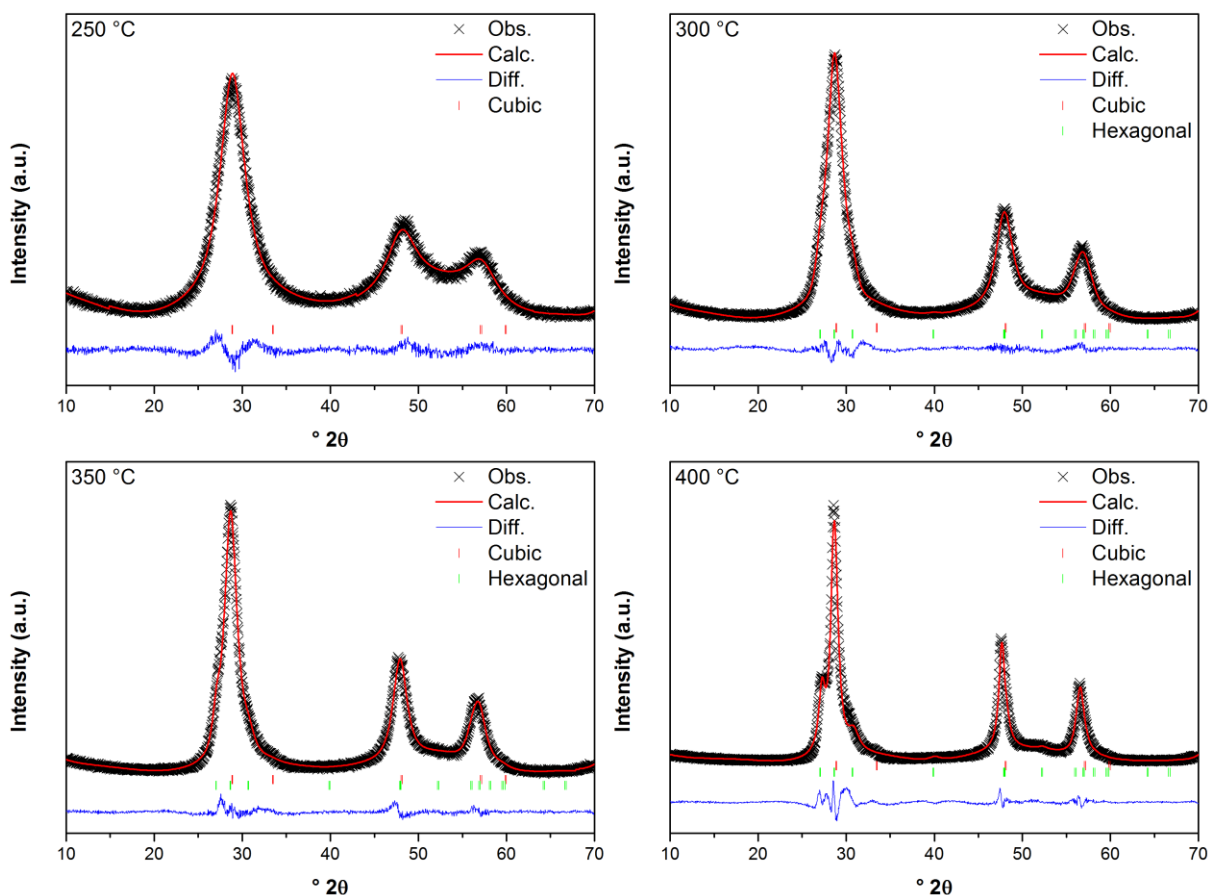 250 °C
Obs.
Calc.
Diff.
Cubic
Intensity (a.u.)
10 20 30 40 50 60 70
° 2θ
300 °C
Obs.
Calc.
Diff.
Cubic
Hexagonal
Intensity (a.u.)
10 20 30 40 50 60 70
° 2θ
350 °C
Obs.
Calc.
Diff.
Cubic
Hexagonal
Intensity (a.u.)
10 20 30 40 50 60 70
° 2θ
400 °C
Obs.
Calc.
Diff.
Cubic
Hexagonal
Intensity (a.u.)
10 20 30 40 50 60 70
° 2θ